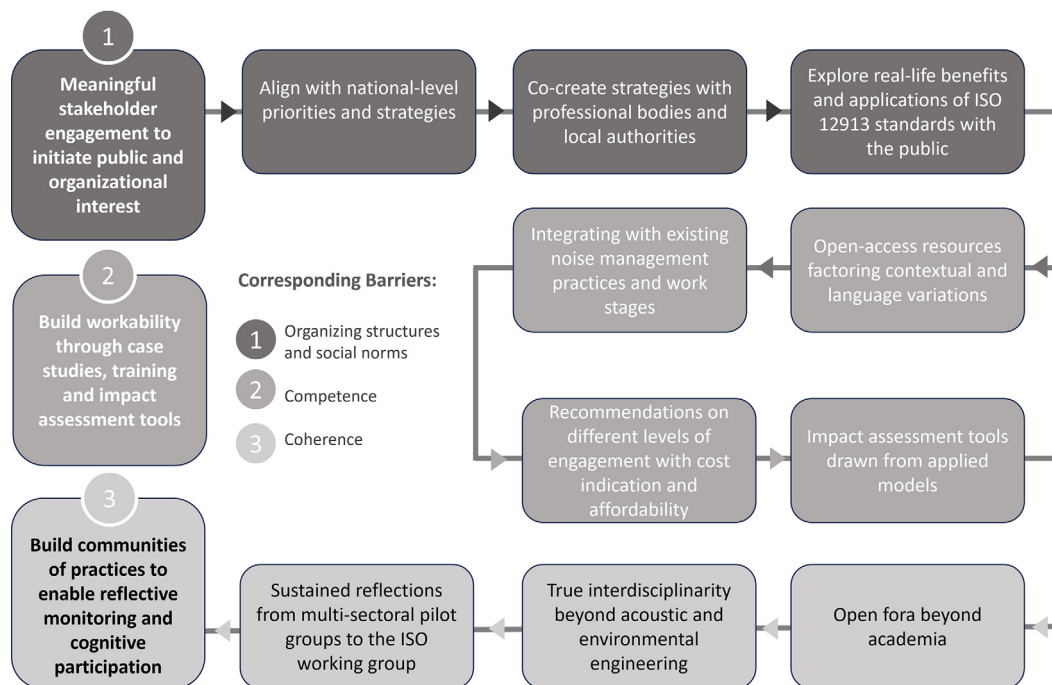 1
Meaningful
stakeholder
engagement to
initiate public and
organizational
interest
Align with national-level
priorities and strategies
Co-create strategies with
professional bodies and
local authorities
Explore real-life benefits
and applications of ISO
12913 standards with
the public
2
Build workability
through case
studies, training
and impact
assessment tools
Corresponding Barriers:
1
Organizing structures
and social norms
2
Competence
3
Coherence
Integrating with existing
noise management
practices and work
stages
Open-access resources
factoring contextual and
language variations
Recommendations on
different levels of
engagement with cost
indication and
affordability
Impact assessment tools
drawn from applied
models
3
Build communities
of practices to
enable reflective
monitoring and
cognitive
participation
Sustained reflections
from multi-sectoral pilot
groups to the ISO
working group
True interdisciplinarity
beyond acoustic and
environmental
engineering
Open fora beyond
academia